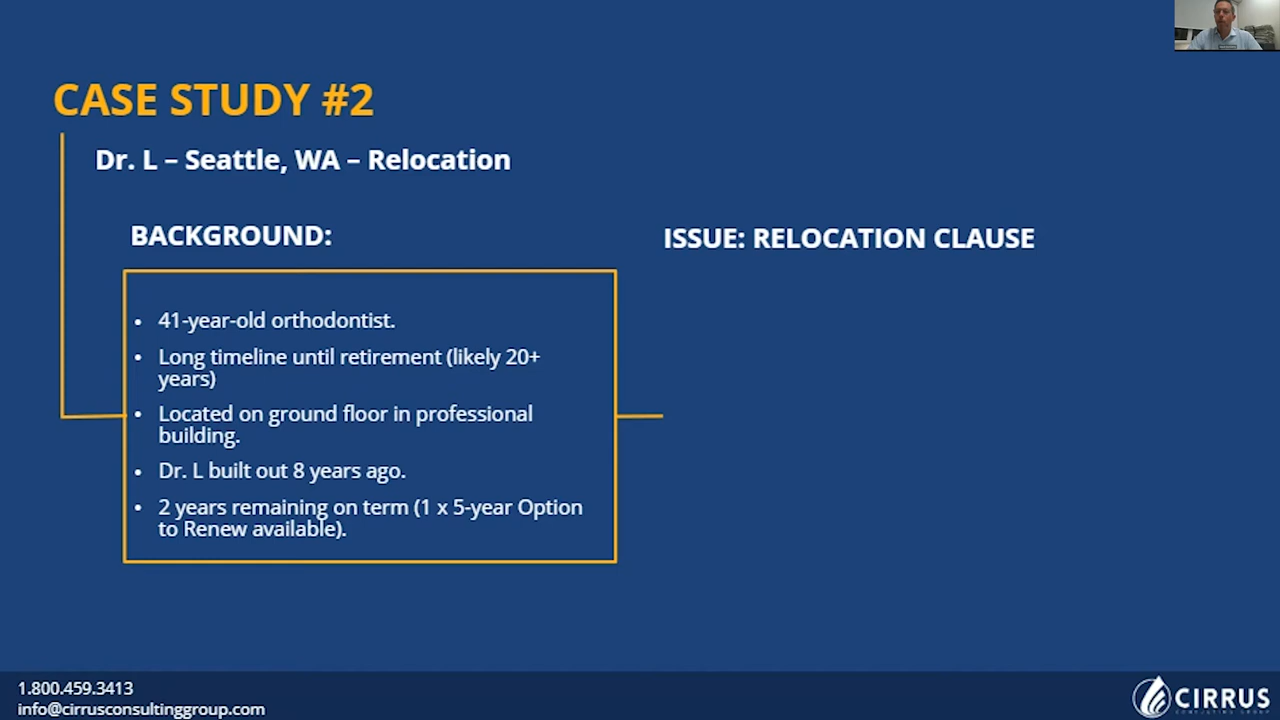 CASE STUDY #2
Dr. L – Seattle, WA – Relocation
BACKGROUND:
• 41-year-old orthodontist.
• Long timeline until retirement (likely 20+
years)
• Located on ground floor in professional
building.
• Dr. L built out 8 years ago.
• 2 years remaining on term (1 x 5-year Option
to Renew available).
ISSUE: RELOCATION CLAUSE
1.800.459.3413
info@cirrusconsultinggroup.com
CIRRUS
CONSULTING GROUP